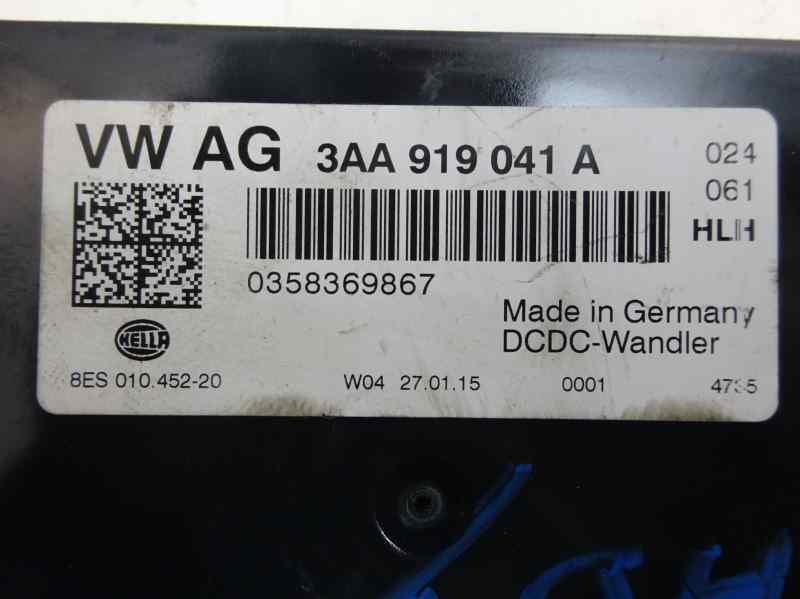 VW AG 3AA 919 041 A
024
061
HLH
0358369867
Made in Germany
DCDC-Wandler
HELLA
8ES 010.452-20 W04 27.01.15 0001